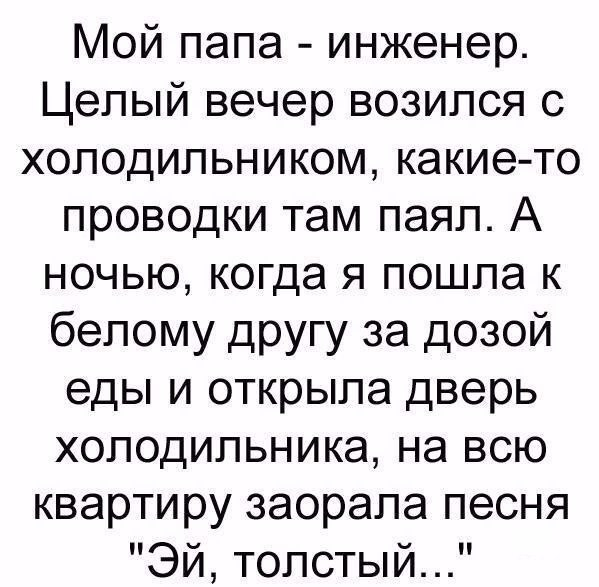 Мой папа - инженер.
Целый вечер возился с
холодильником, какие-то
проводки там паял. А
ночью, когда я пошла к
белому другу за дозой
еды и открыла дверь
холодильника, на всю
квартиру заорала песня
"Эй, толстый..."